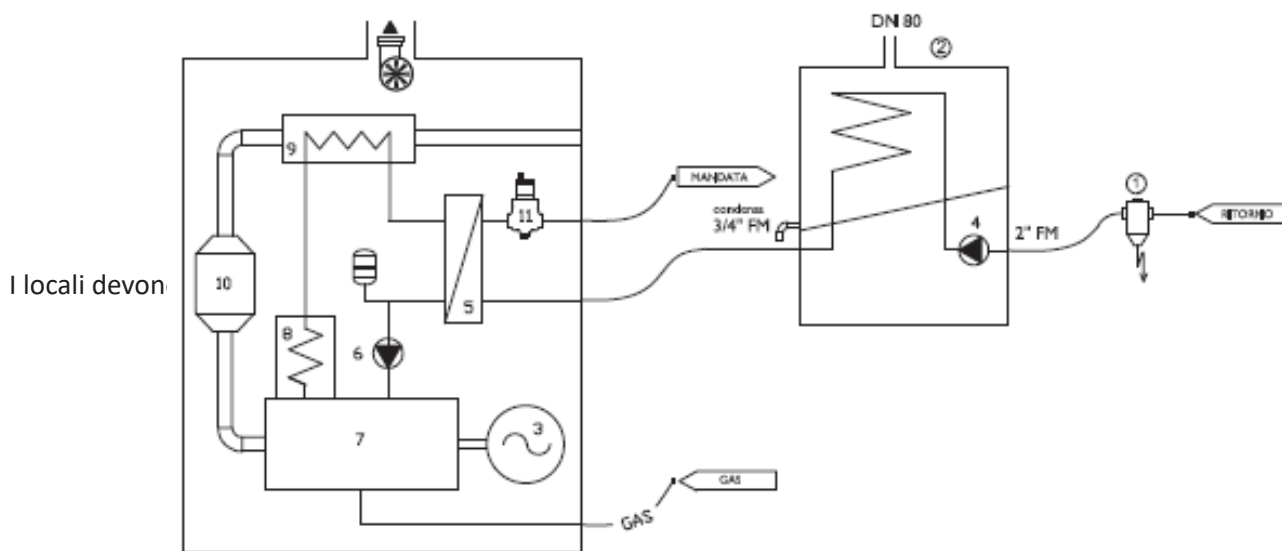 DN 80
2
9
MANDATA
1
condensa
3/4" FM
11
4
2" FM
RITORNO
I locali devono
10
5
8
6
7
3
GAS
GAS